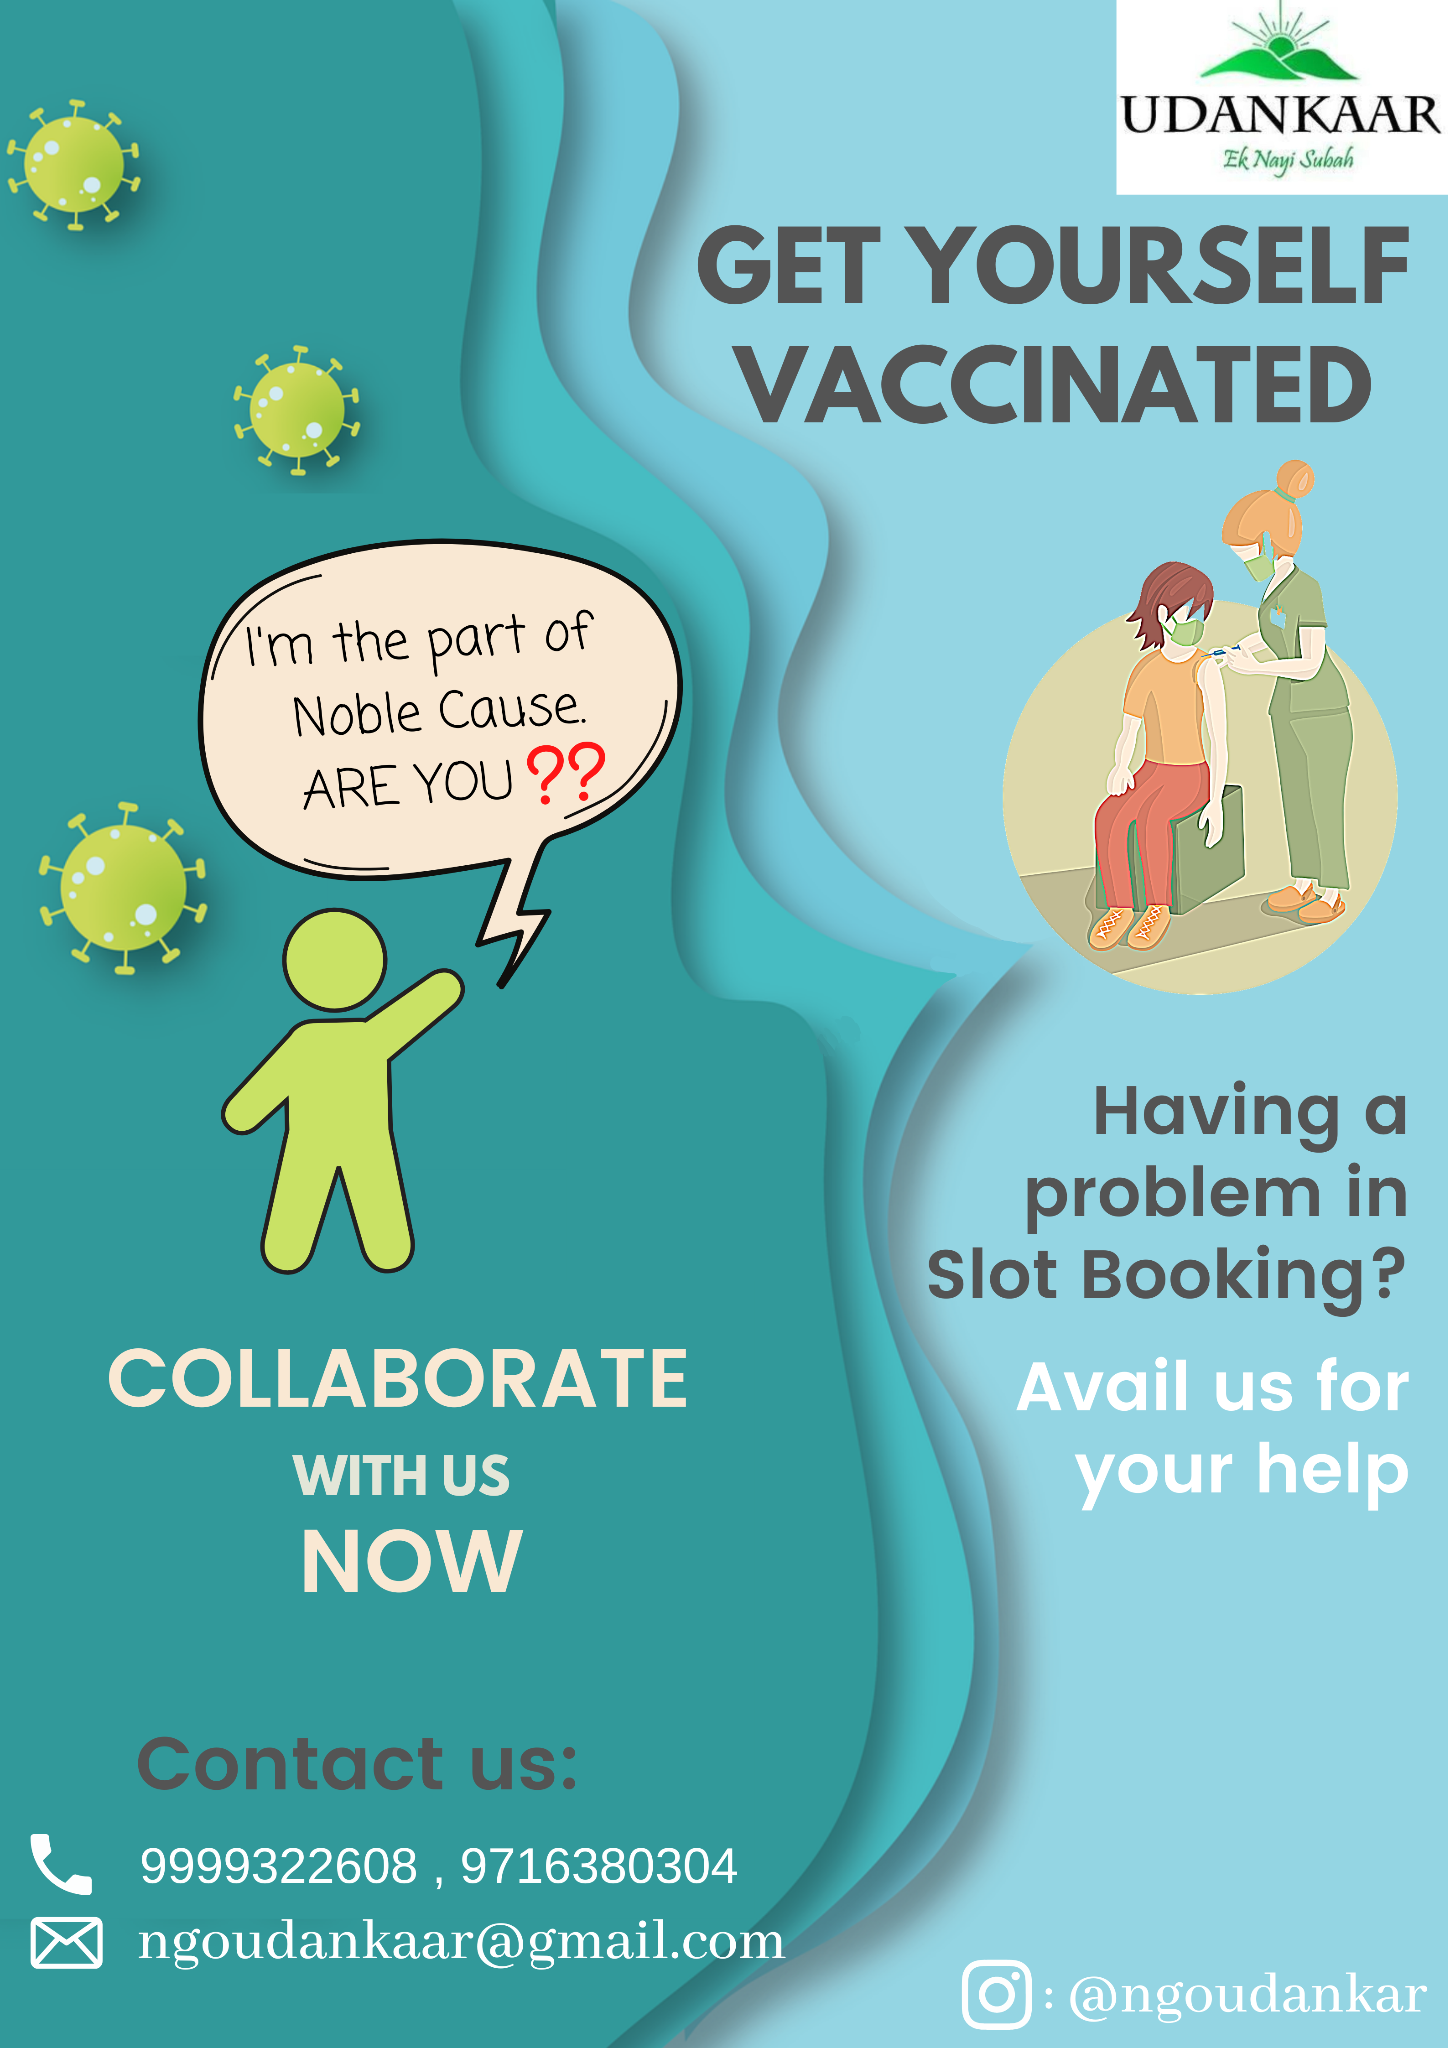 UDANKAAR
Ek Nayi Subah
GET YOURSELF
VACCINATED
I'm the part of
Noble Cause.
ARE YOU ??
Having a
problem in
Slot Booking?
Avail us for
your help
COLLABORATE
WITH US
NOW
Contact us:
9999322608 , 9716380304
ngoudankaar@gmail.com
: @ngoudankar